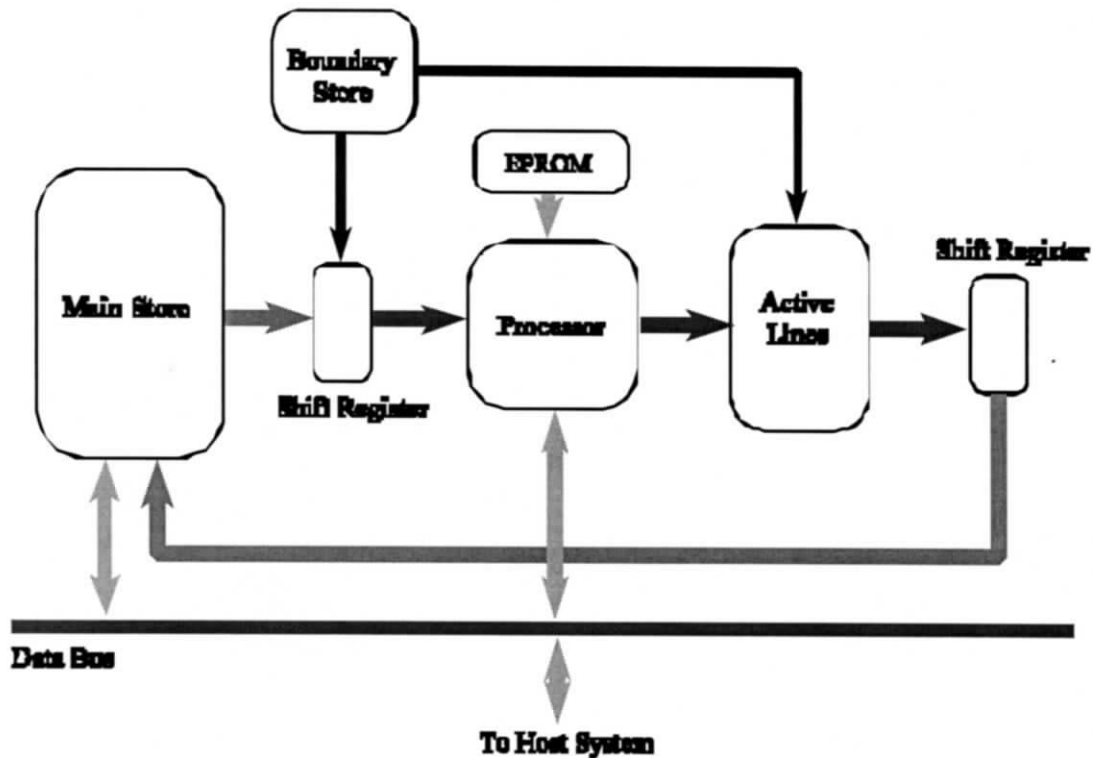 Boundary
Store
EPROM
Shift Register
Main Store
Processor
Active
Lines
Shift Register
Data Bus
To Host System